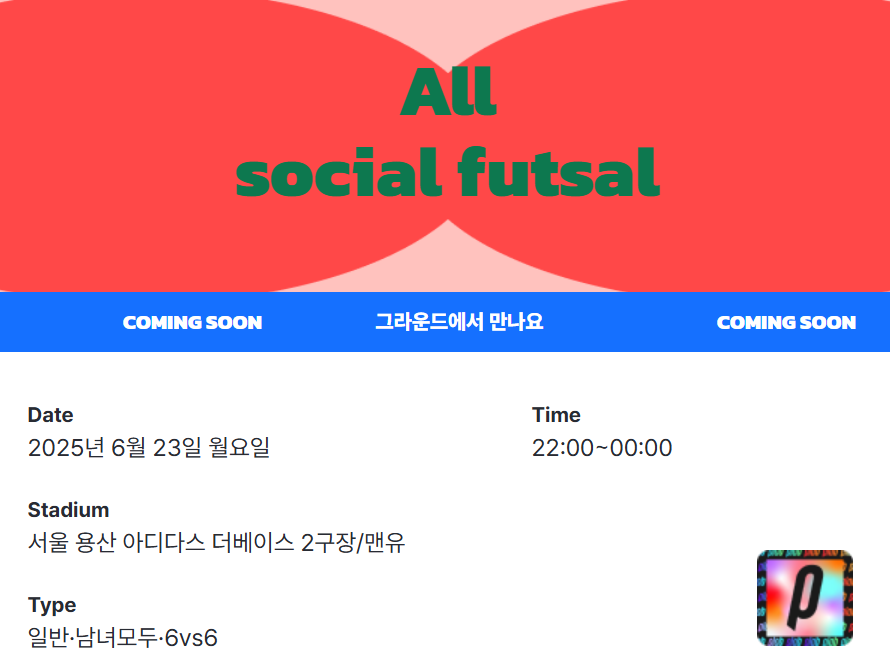 All
social futsal
COMING SOON 그라운드에서 만나요 COMING SOON
Date
2025년 6월 23일 월요일
Time
22:00~00:00
Stadium
서울 용산 아디다스 더베이스 2구장/맨유
Type
일반·남녀모두·6vs6